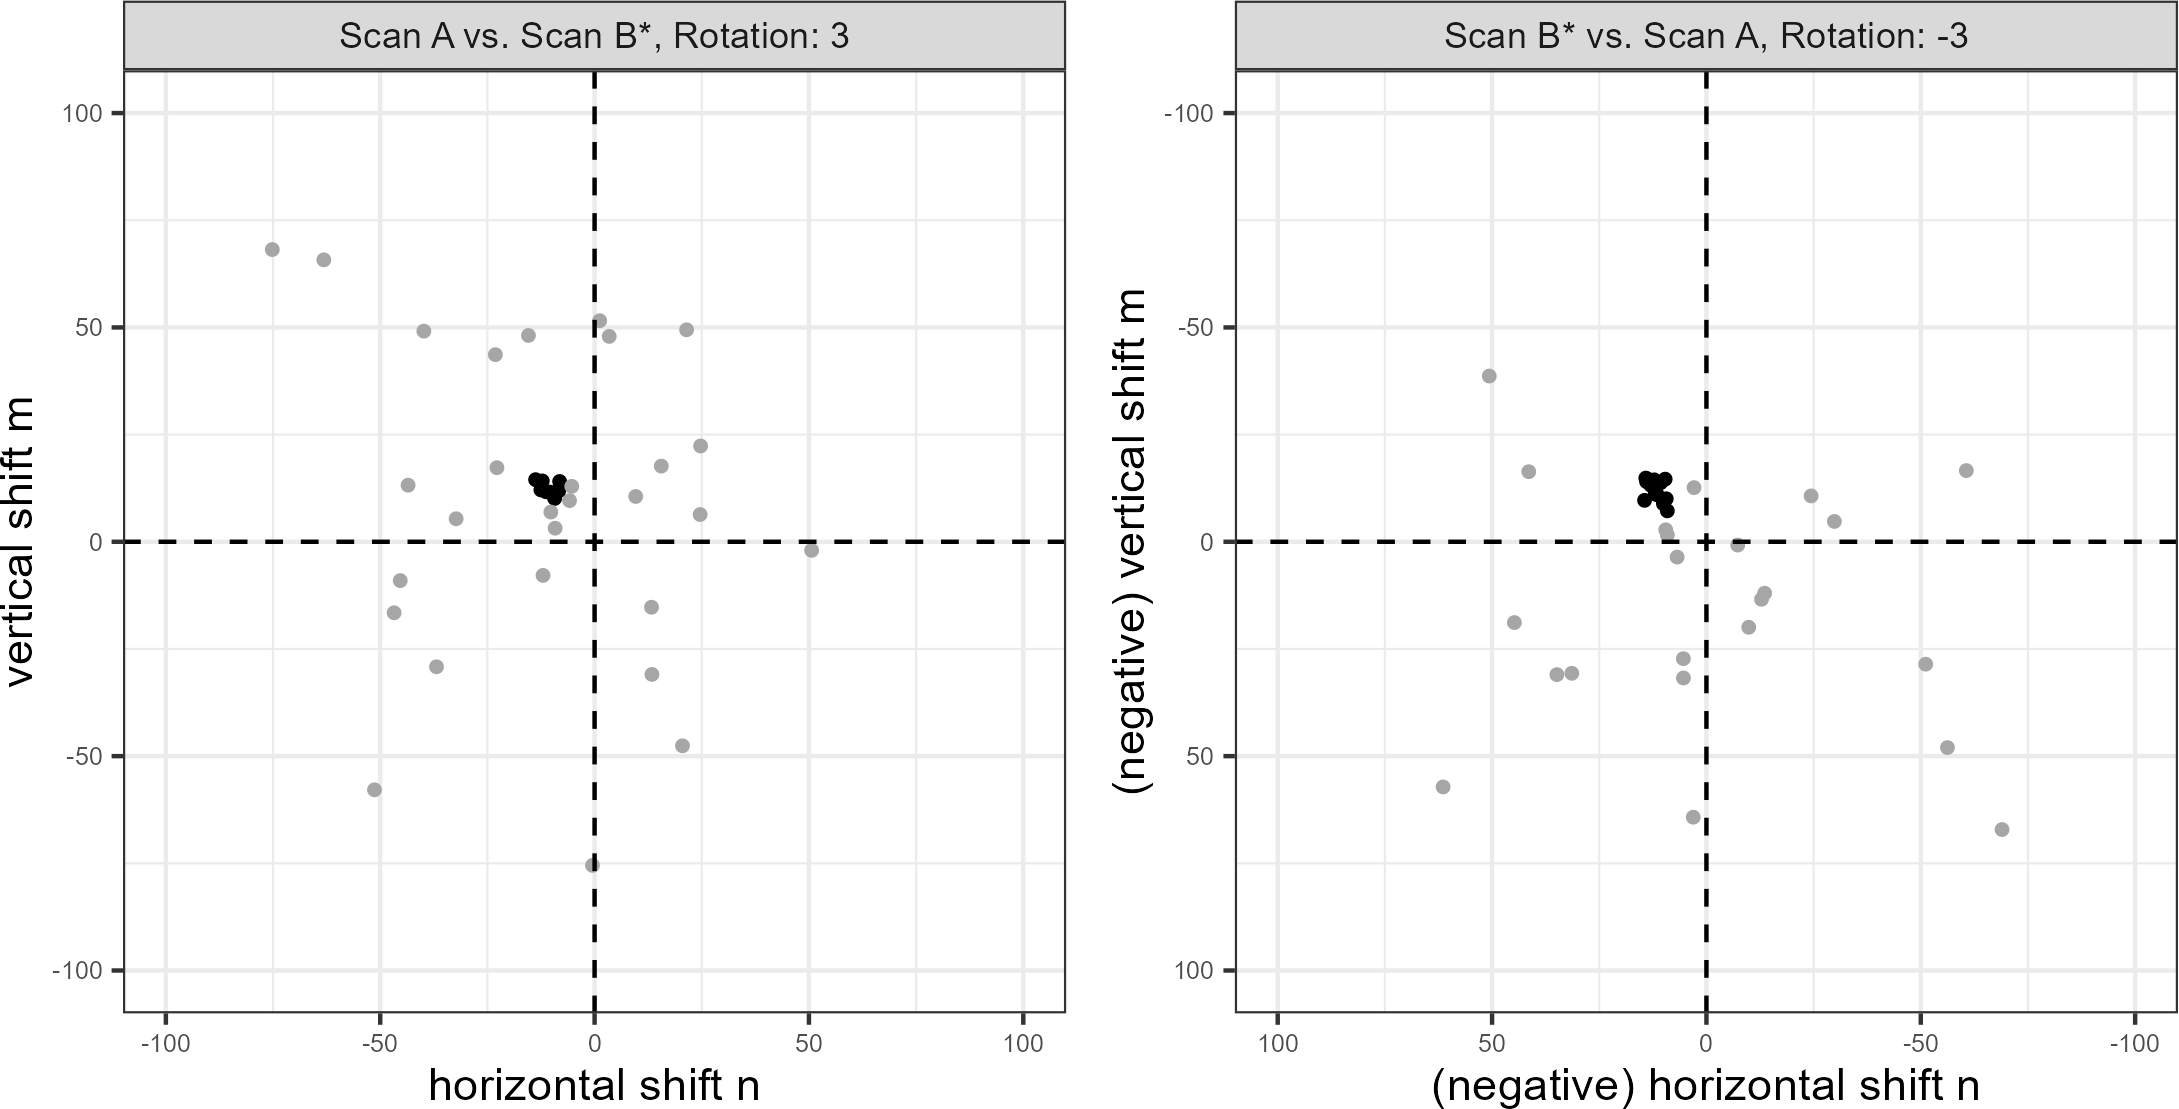 Scan A vs. Scan B*, Rotation: 3
vertical shift m
100
50
0
-50
-100
-100 -50 0 50 100
horizontal shift n
Scan B* vs. Scan A, Rotation: -3
(negative) vertical shift m
-100
-50
0
50
100
100 50 0 -50 -100
(negative) horizontal shift n